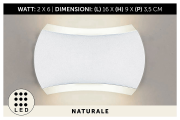 WATT: 2 X 6 | DIMENSIONI: (L) 16 X (H) 9 X (P) 3,5 CM
LED
NATURALE